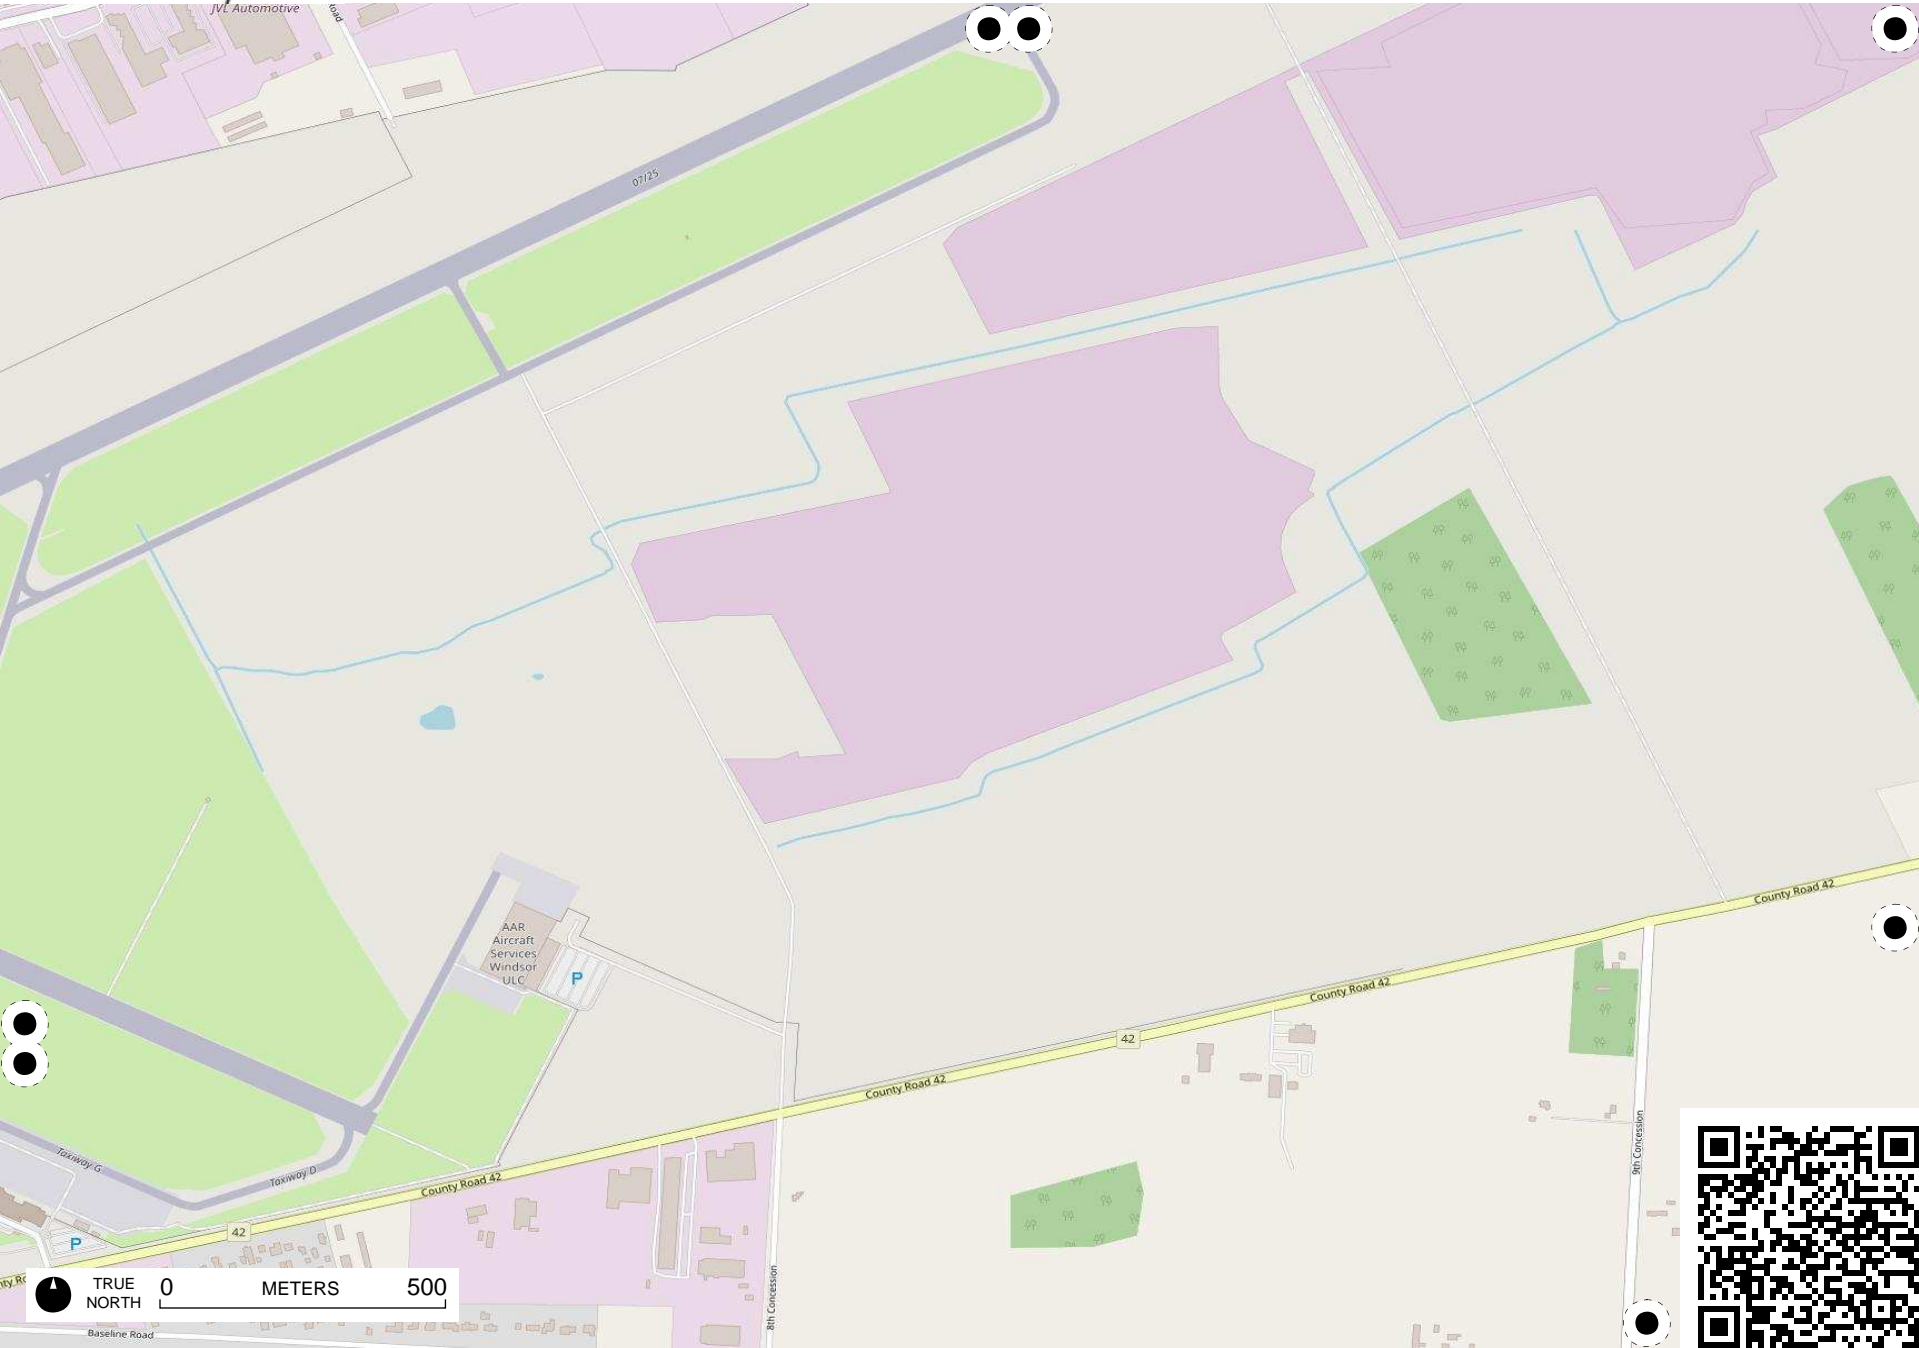 JVL Automotive
Road
07/25
AAR
Aircraft
Services
Windsor
ULC
P
County Road 42
County Road 42
42
County Road 42
9th Concession
Taxiway G
Taxiway D
County Road 42
42
P
8th Concession
TRUE
NORTH
0 METERS 500
Baseline Road